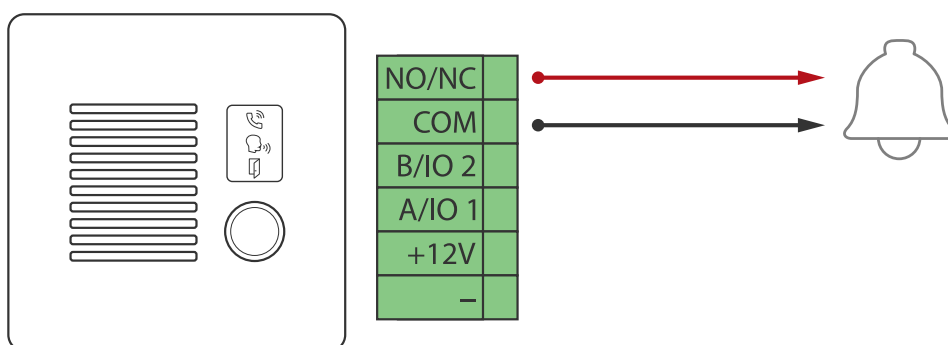 NO/NC
COM
B/IO 2
A/IO 1
+12V
–